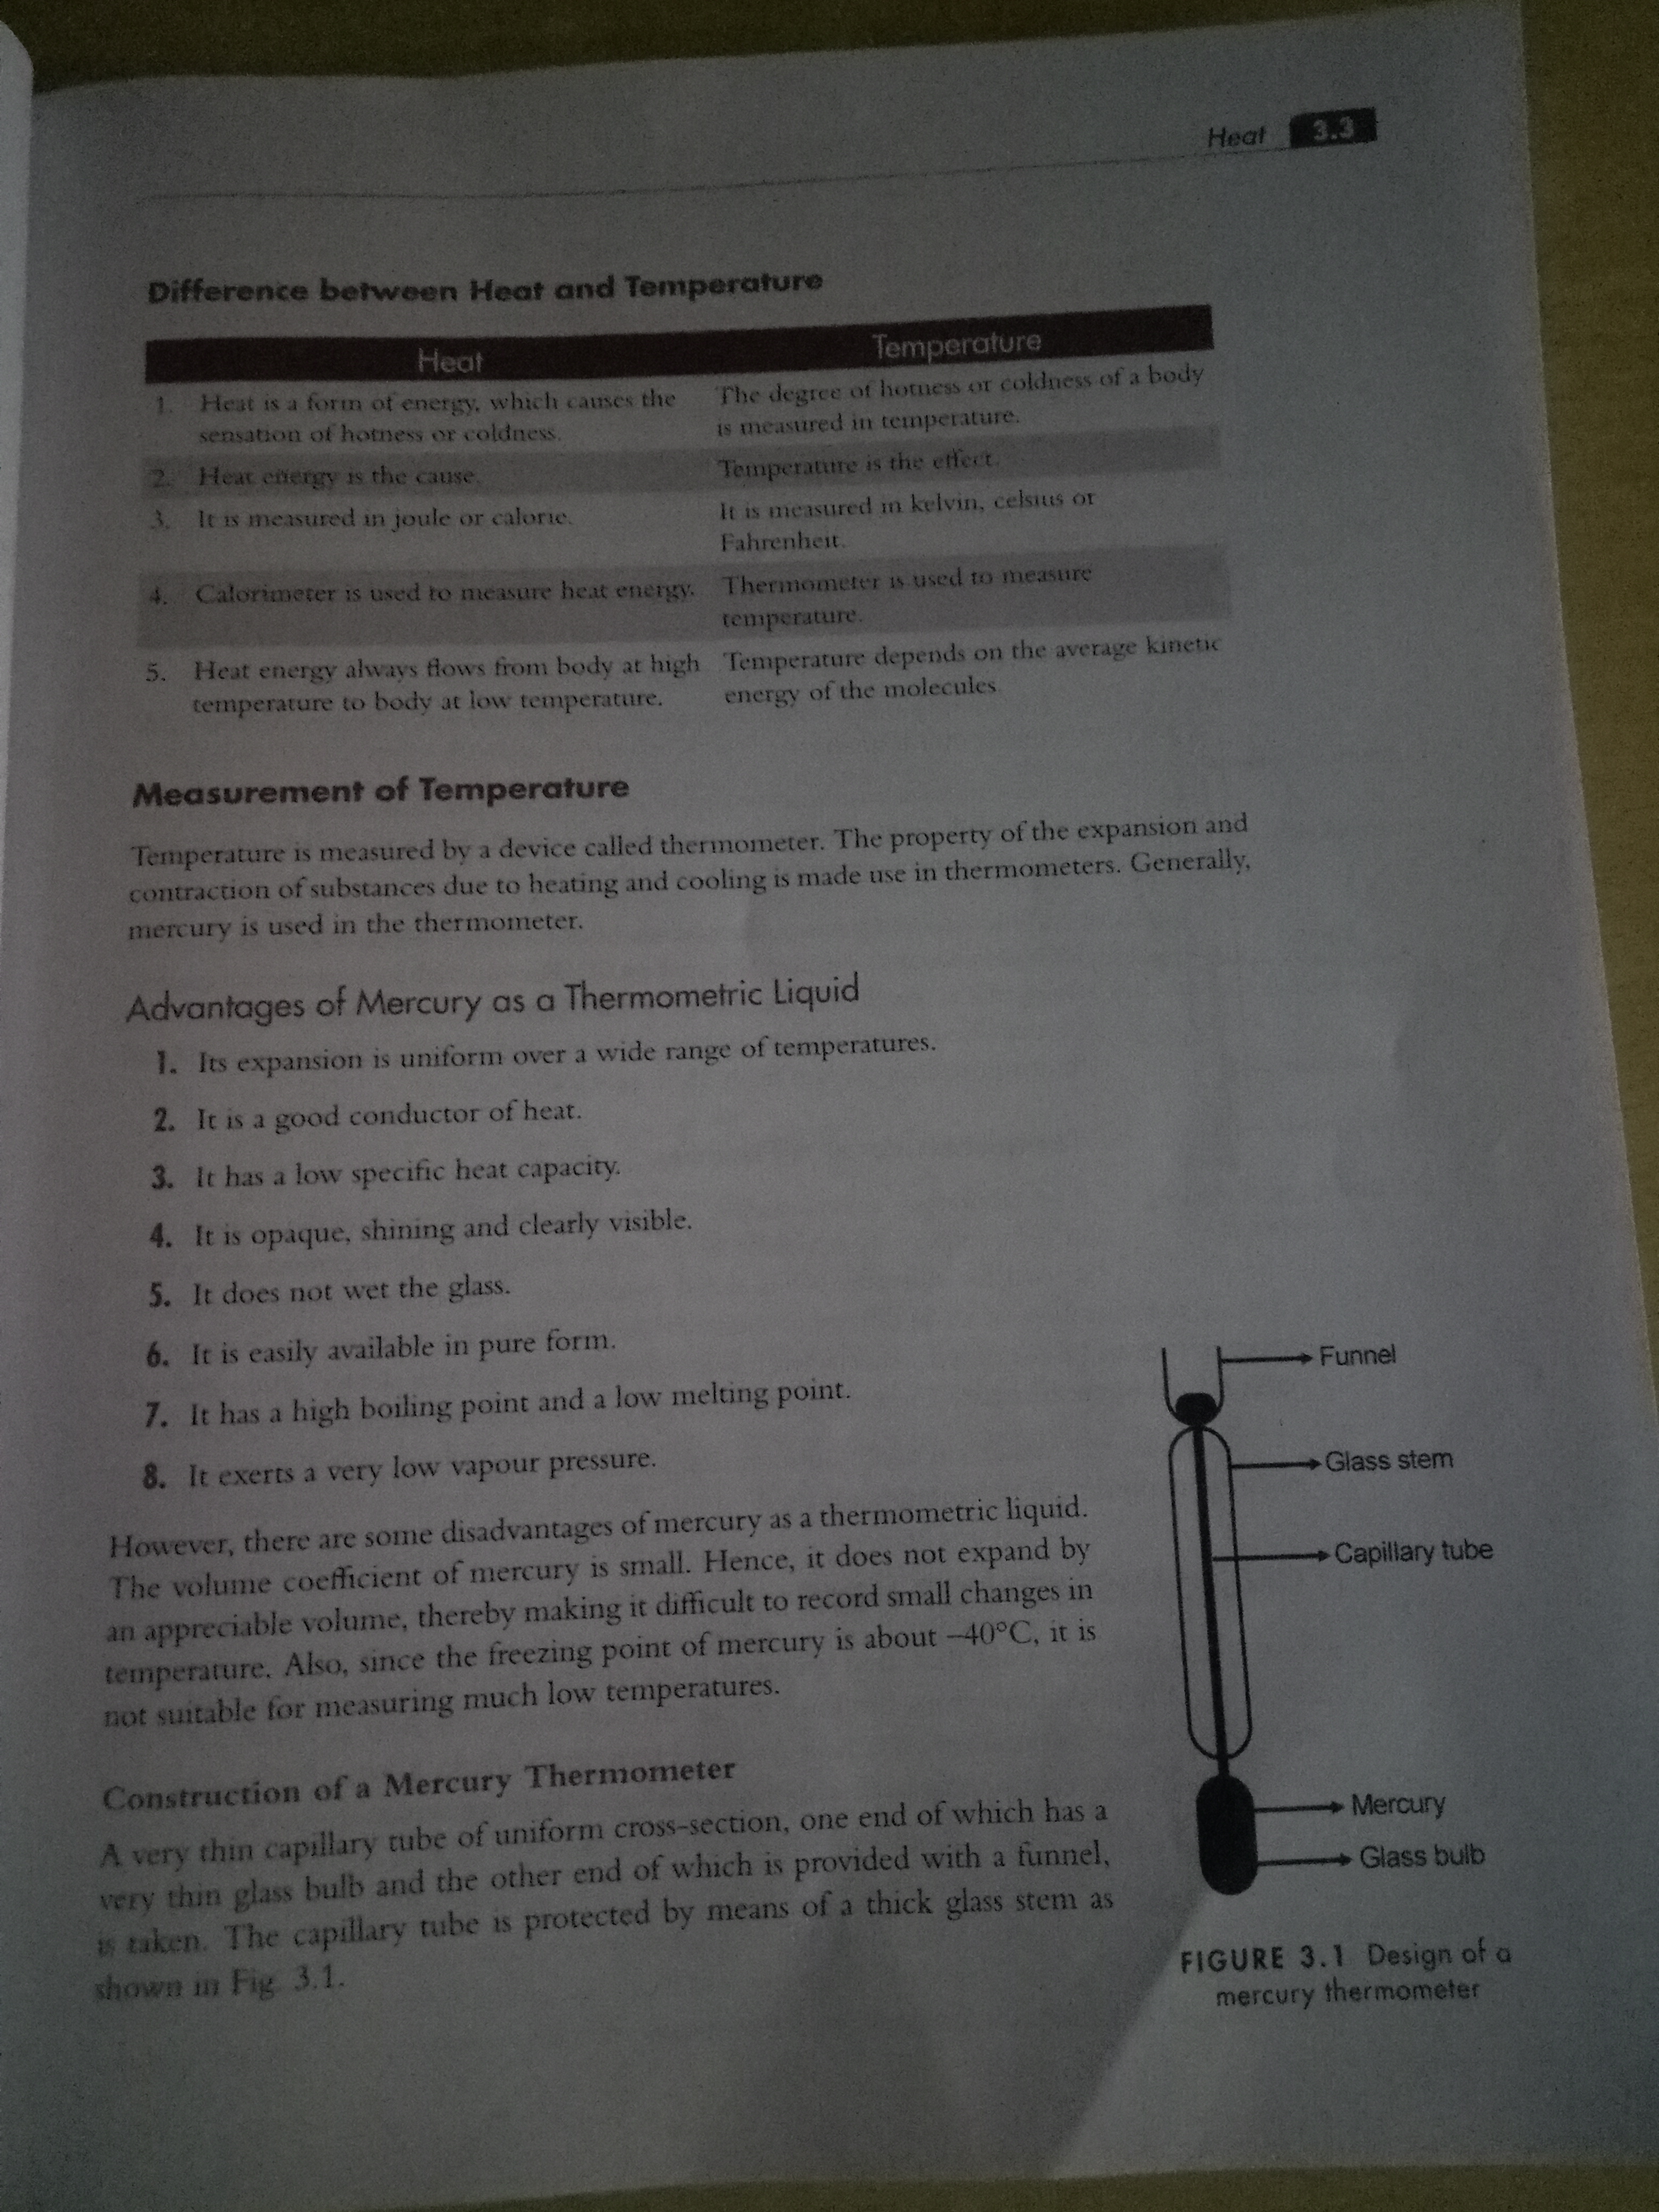 Heat 3.3
Difference between Heat and Temperature
Heat Temperature
1. Heat is a form of energy, which causes the The degree of hotness or coldness of a body
sensation of hotness or coldness. is measured in temperature.
2. Heat energy is the cause. Temperature is the effect.
3. It is measured in joule or calorie. It is measured in kelvin, celsius or
Fahrenheit.
4. Calorimeter is used to measure heat energy. Thermometer is used to measure
temperature.
5. Heat energy always flows from body at high Temperature depends on the average kinetic
temperature to body at low temperature. energy of the molecules.
Measurement of Temperature
Temperature is measured by a device called thermometer. The property of the expansion and
contraction of substances due to heating and cooling is made use in thermometers. Generally,
mercury is used in the thermometer.
Advantages of Mercury as a Thermometric Liquid
1. Its expansion is uniform over a wide range of temperatures.
2. It is a good conductor of heat.
3. It has a low specific heat capacity.
4. It is opaque, shining and clearly visible.
5. It does not wet the glass.
6. It is easily available in pure form.
7. It has a high boiling point and a low melting point.
8. It exerts a very low vapour pressure.
However, there are some disadvantages of mercury as a thermometric liquid.
The volume coefficient of mercury is small. Hence, it does not expand by
an appreciable volume, thereby making it difficult to record small changes in
temperature. Also, since the freezing point of mercury is about –40°C, it is
not suitable for measuring much low temperatures.
Construction of a Mercury Thermometer
A very thin capillary tube of uniform cross-section, one end of which has a
very thin glass bulb and the other end of which is provided with a funnel,
is taken. The capillary tube is protected by means of a thick glass stem as
shown in Fig. 3.1.
Funnel
Glass stem
Capillary tube
Mercury
Glass bulb
FIGURE 3.1 Design of a
mercury thermometer